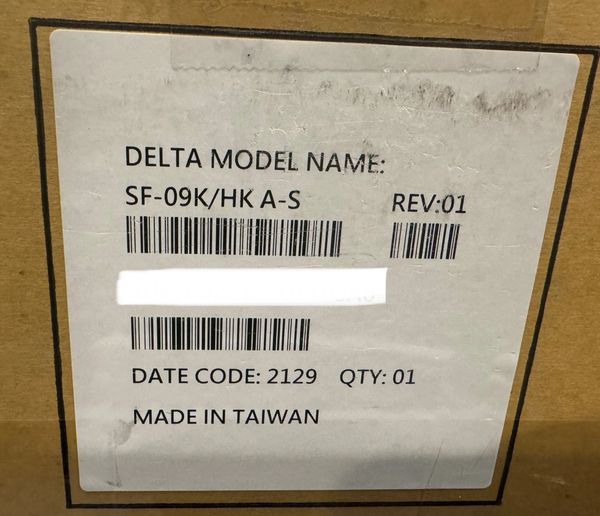 DELTA MODEL NAME:
SF-09K/HK A-S REV:01
DATE CODE: 2129 QTY: 01
MADE IN TAIWAN